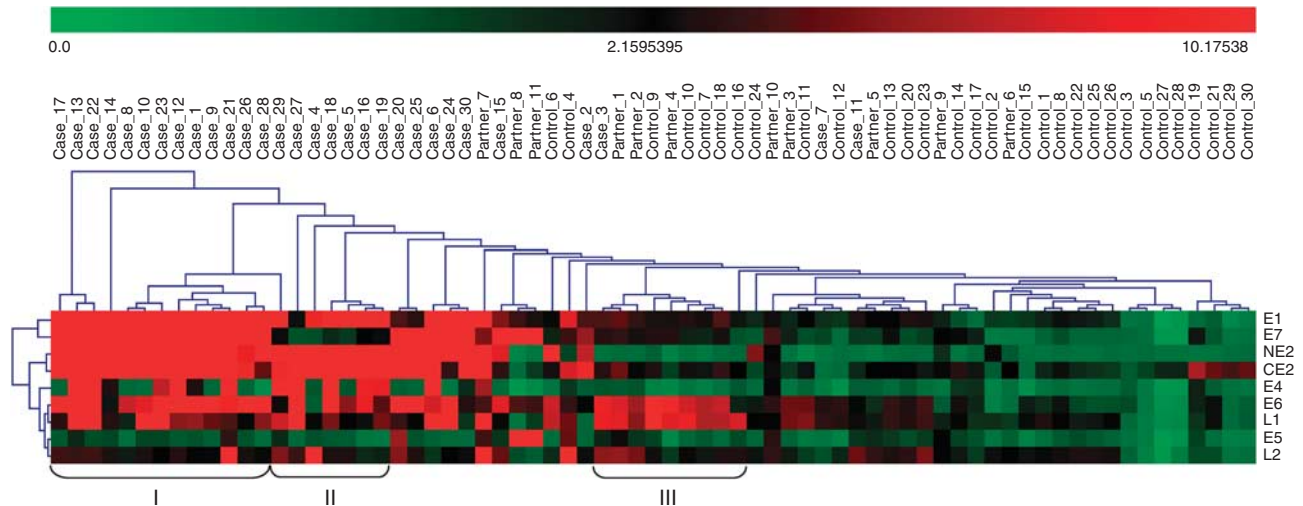 0.0 2.1595395 10.17538
Case_17
Case_13
Case_22
Case_14
Case_8
Case_10
Case_23
Case_12
Case_1
Case_9
Case_21
Case_26
Case_28
Case_29
Case_27
Case_4
Case_18
Case_5
Case_16
Case_19
Case_20
Case_25
Case_6
Case_24
Case_30
Partner_7
Case_15
Partner_8
Partner_11
Control_6
Control_4
Case_2
Case_3
Partner_1
Partner_2
Control_9
Partner_4
Control_10
Control_7
Control_18
Control_16
Control_24
Partner_10
Partner_3
Control_11
Case_7
Control_12
Case_11
Partner_5
Control_13
Control_20
Control_23
Partner_9
Control_14
Control_17
Control_2
Partner_6
Control_15
Control_1
Control_8
Control_22
Control_25
Control_26
Control_3
Control_5
Control_27
Control_28
Control_19
Control_21
Control_29
Control_30
E1
E7
NE2
CE2
E4
E6
L1
E5
L2
I II III